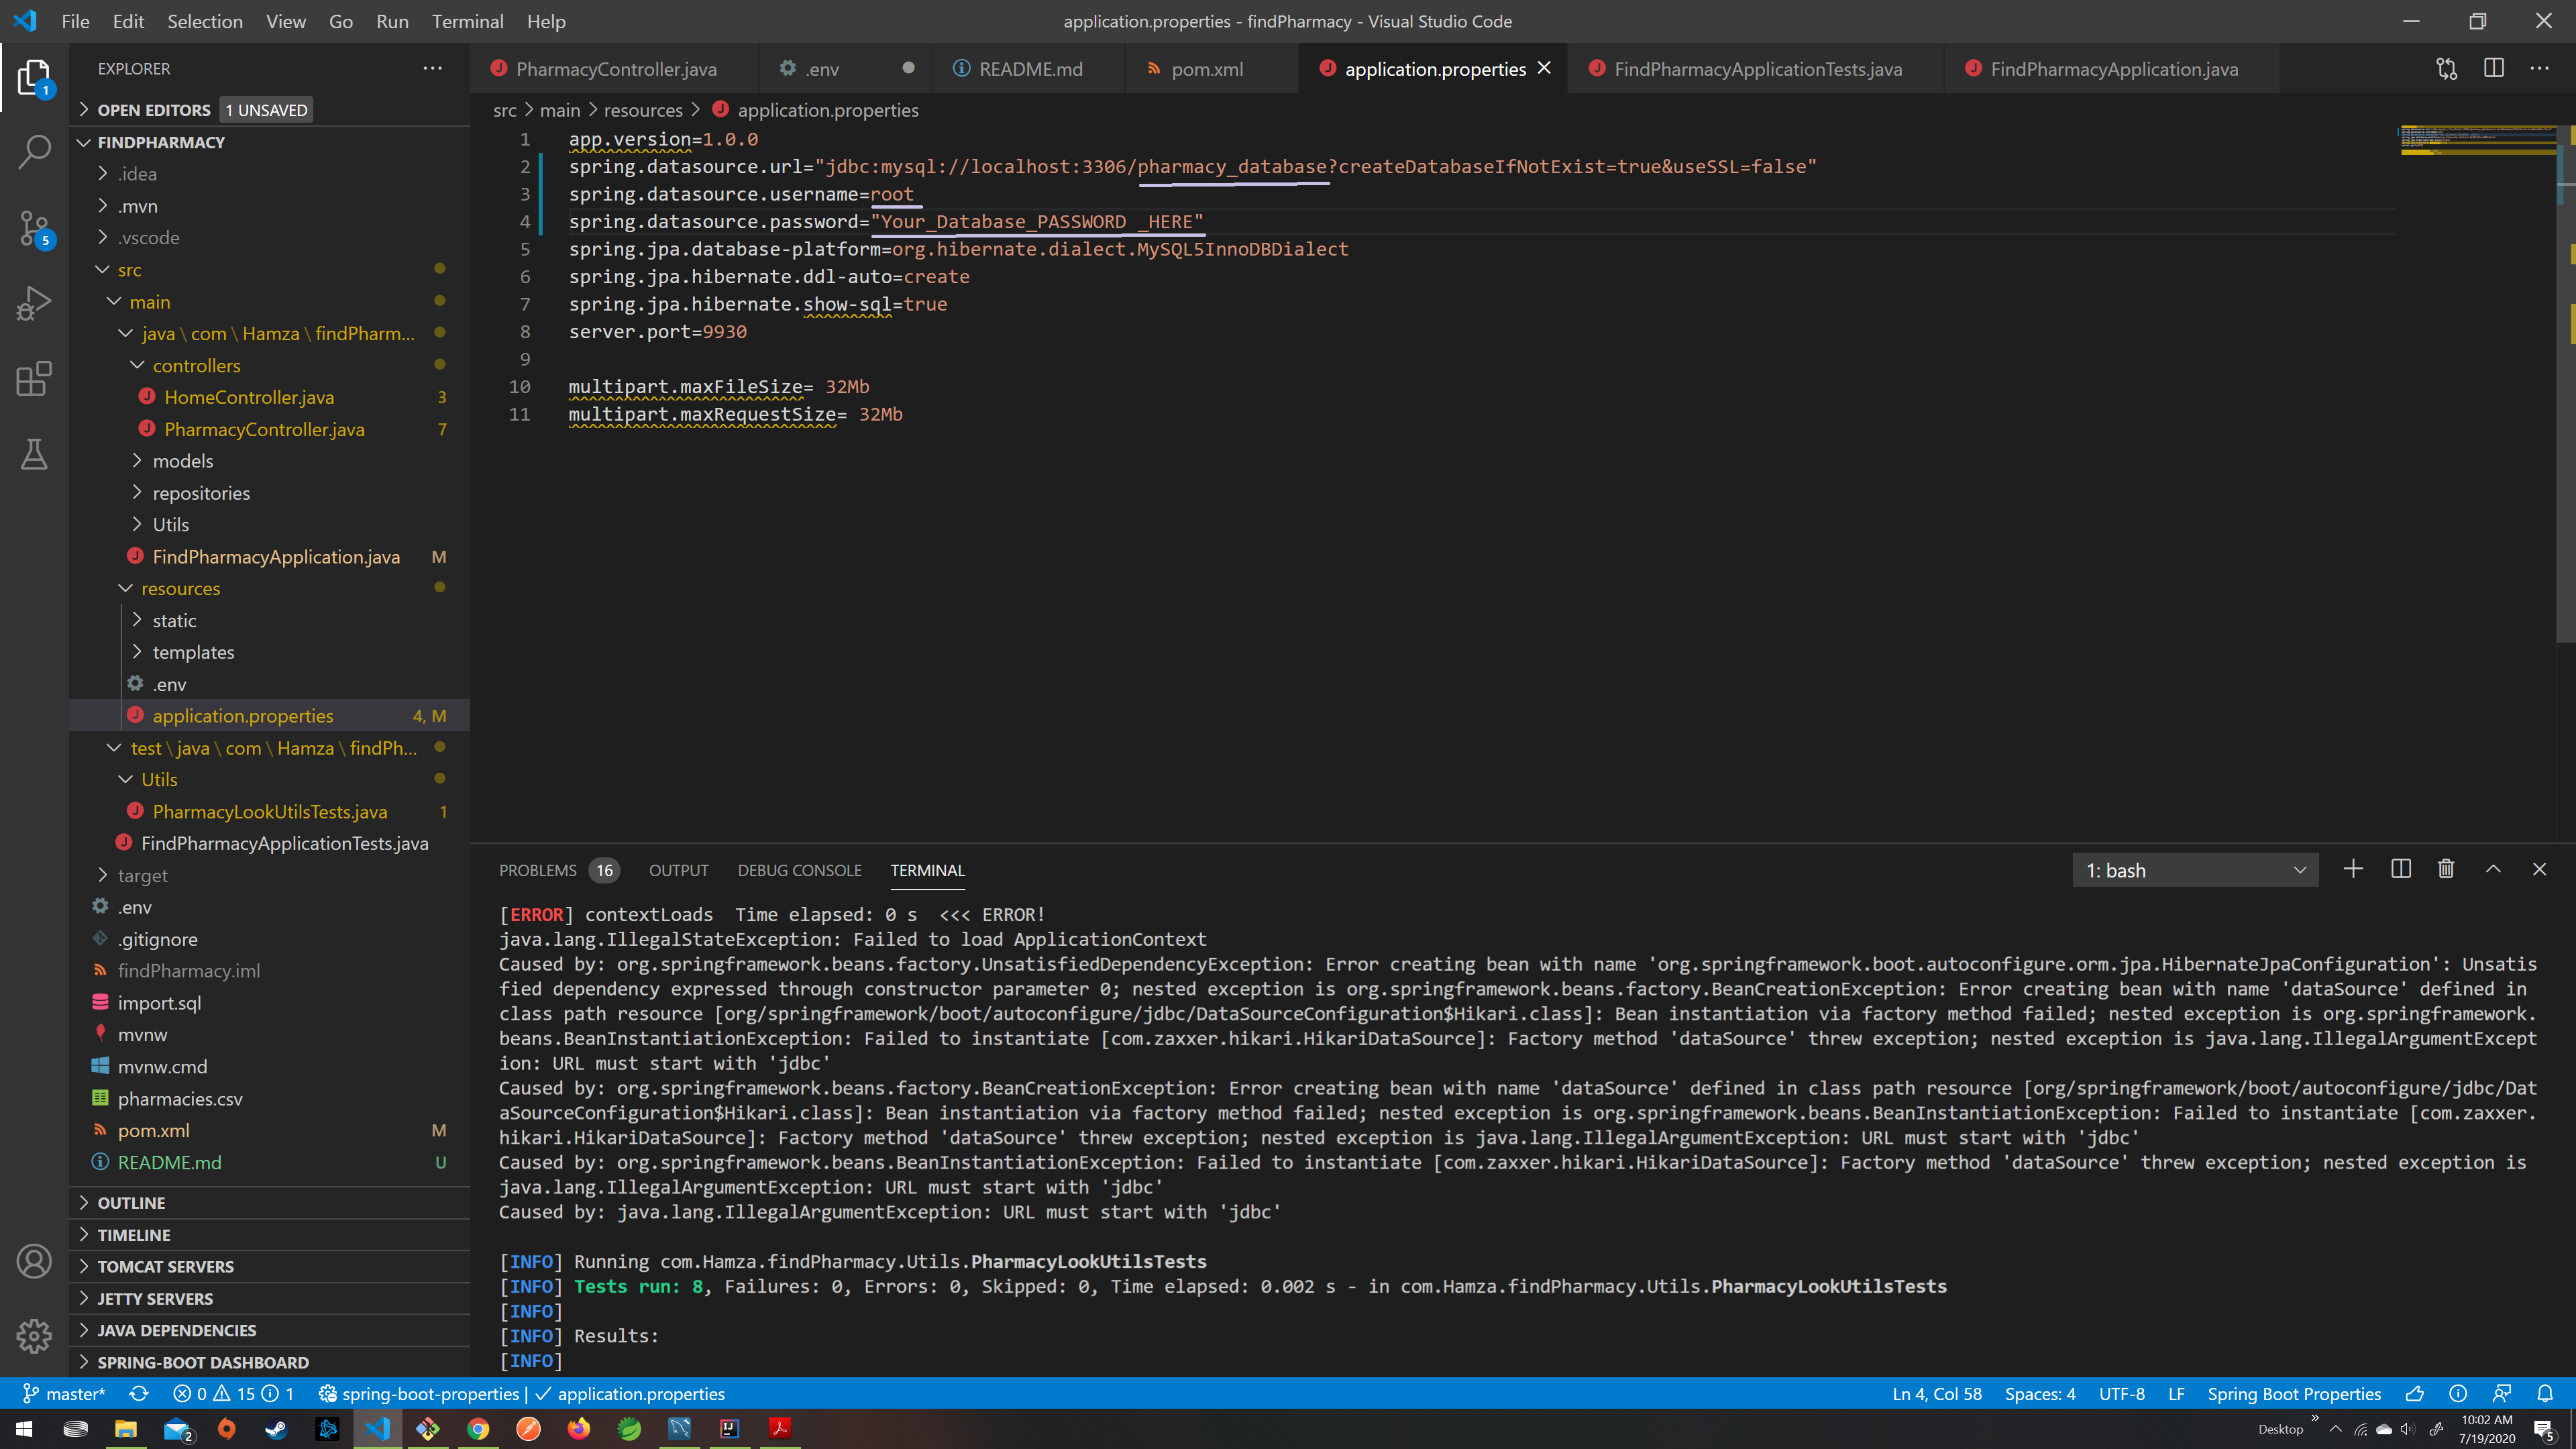 File Edit Selection View Go Run Terminal Help
application.properties - findPharmacy - Visual Studio Code
EXPLORER
OPEN EDITORS 1 UNSAVED
FINDPHARMACY
.idea
.mvn
.vscode
src
main
java \ com \ Hamza \ findPharm...
controllers
HomeController.java 3
PharmacyController.java 7
models
repositories
Utils
FindPharmacyApplication.java M
resources
static
templates
.env
application.properties 4, M
test \ java \ com \ Hamza \ findPh...
Utils
PharmacyLookUtilsTests.java 1
FindPharmacyApplicationTests.java
target
.env
.gitignore
findPharmacy.iml
import.sql
mvnw
mvnw.cmd
pharmacies.csv
pom.xml M
README.md U
OUTLINE
TIMELINE
TOMCAT SERVERS
JETTY SERVERS
JAVA DEPENDENCIES
SPRING-BOOT DASHBOARD
1
5
PharmacyController.java .env README.md pom.xml application.properties FindPharmacyApplicationTests.java FindPharmacyApplication.java
src > main > resources > application.properties
1 app.version=1.0.0
2 spring.datasource.url="jdbc:mysql://localhost:3306/pharmacy_database?createDatabaseIfNotExist=true&useSSL=false"
3 spring.datasource.username=root
4 spring.datasource.password="Your_Database_PASSWORD _HERE"
5 spring.jpa.database-platform=org.hibernate.dialect.MySQL5InnoDBDialect
6 spring.jpa.hibernate.ddl-auto=create
7 spring.jpa.hibernate.show-sql=true
8 server.port=9930
9
10 multipart.maxFileSize= 32Mb
11 multipart.maxRequestSize= 32Mb
PROBLEMS 16 OUTPUT DEBUG CONSOLE TERMINAL 1: bash
[ERROR] contextLoads  Time elapsed: 0 s  <<< ERROR!
java.lang.IllegalStateException: Failed to load ApplicationContext
Caused by: org.springframework.beans.factory.UnsatisfiedDependencyException: Error creating bean with name 'org.springframework.boot.autoconfigure.orm.jpa.HibernateJpaConfiguration': Unsatis
fied dependency expressed through constructor parameter 0; nested exception is org.springframework.beans.factory.BeanCreationException: Error creating bean with name 'dataSource' defined in
class path resource [org/springframework/boot/autoconfigure/jdbc/DataSourceConfiguration$Hikari.class]: Bean instantiation via factory method failed; nested exception is org.springframework.
beans.BeanInstantiationException: Failed to instantiate [com.zaxxer.hikari.HikariDataSource]: Factory method 'dataSource' threw exception; nested exception is java.lang.IllegalArgumentExcept
ion: URL must start with 'jdbc'
Caused by: org.springframework.beans.factory.BeanCreationException: Error creating bean with name 'dataSource' defined in class path resource [org/springframework/boot/autoconfigure/jdbc/Dat
aSourceConfiguration$Hikari.class]: Bean instantiation via factory method failed; nested exception is org.springframework.beans.BeanInstantiationException: Failed to instantiate [com.zaxxer.
hikari.HikariDataSource]: Factory method 'dataSource' threw exception; nested exception is java.lang.IllegalArgumentException: URL must start with 'jdbc'
Caused by: org.springframework.beans.BeanInstantiationException: Failed to instantiate [com.zaxxer.hikari.HikariDataSource]: Factory method 'dataSource' threw exception; nested exception is
java.lang.IllegalArgumentException: URL must start with 'jdbc'
Caused by: java.lang.IllegalArgumentException: URL must start with 'jdbc'
[INFO] Running com.Hamza.findPharmacy.Utils.PharmacyLookUtilsTests
[INFO] Tests run: 8, Failures: 0, Errors: 0, Skipped: 0, Time elapsed: 0.002 s - in com.Hamza.findPharmacy.Utils.PharmacyLookUtilsTests
[INFO]
[INFO] Results:
[INFO]
master* 0 15 1 spring-boot-properties | application.properties Ln 4, Col 58 Spaces: 4 UTF-8 LF Spring Boot Properties
2 IJ Desktop 10:02 AM 5
7/19/2020